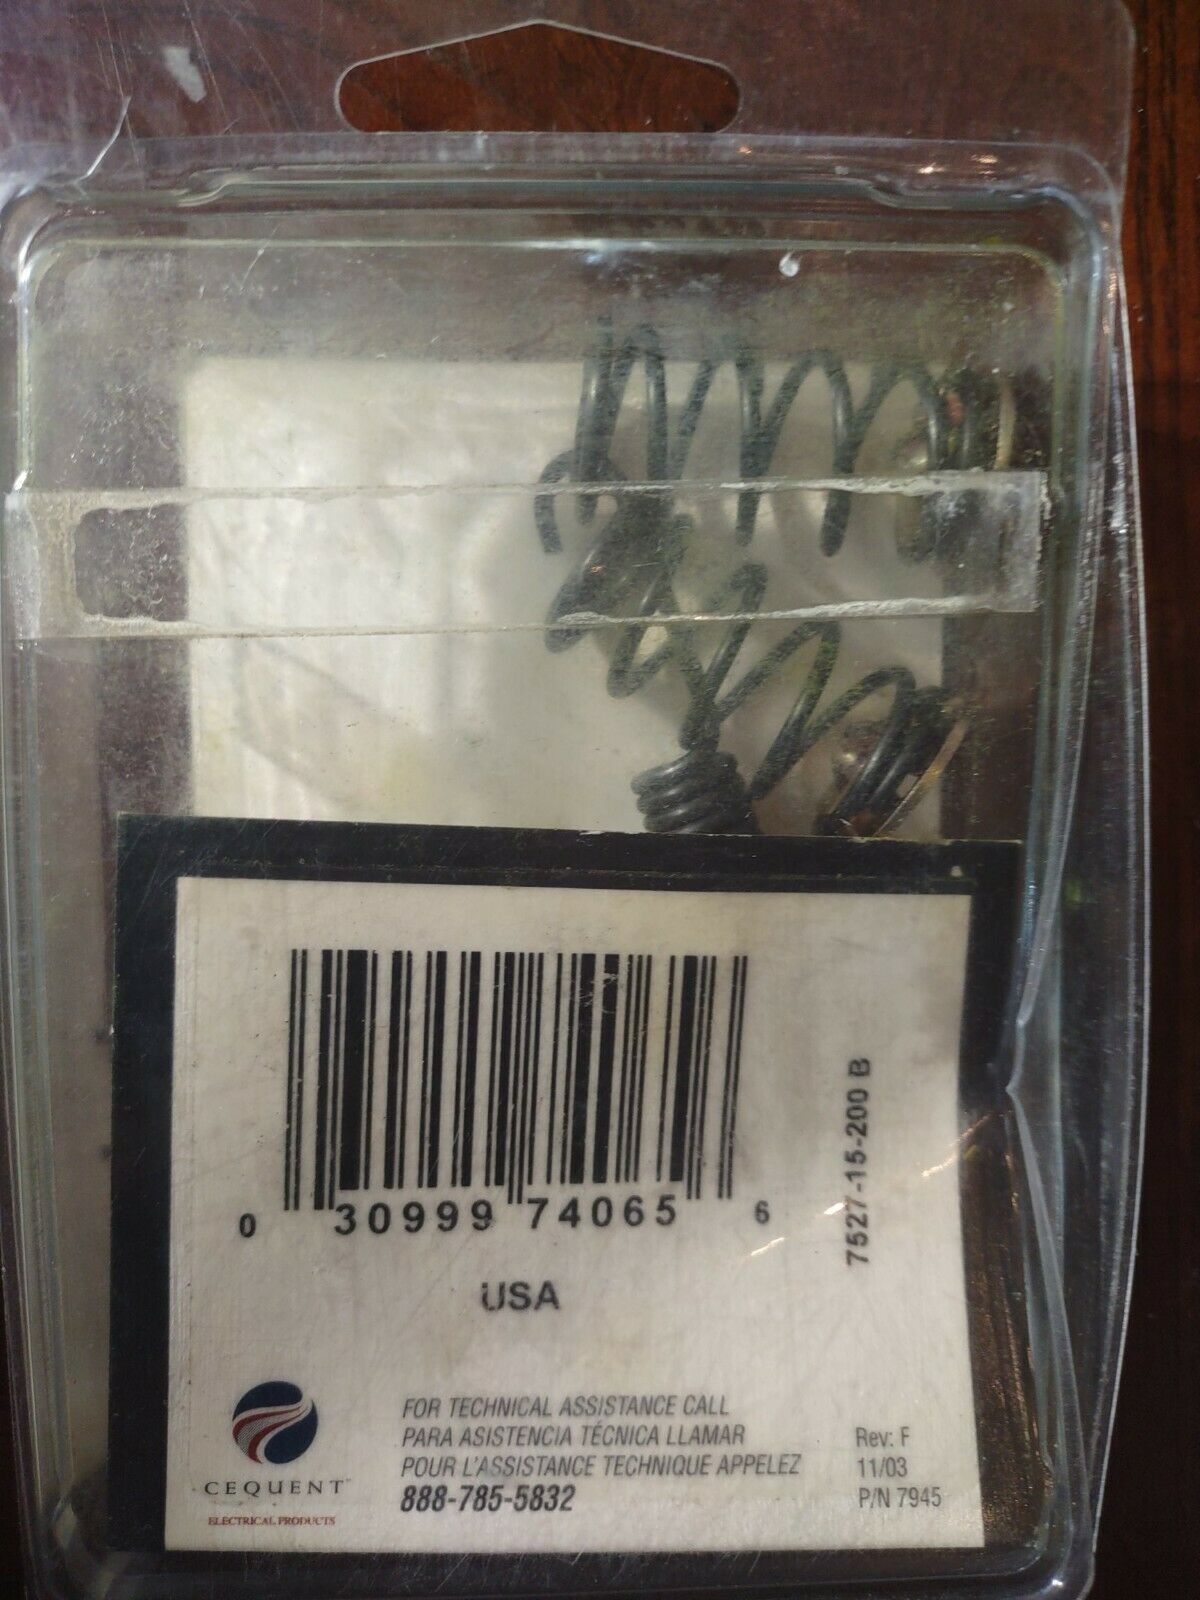 0 30999 74065 6
7527-15-200 B
USA
CEQUENT™
ELECTRICAL PRODUCTS
FOR TECHNICAL ASSISTANCE CALL
PARA ASISTENCIA TÉCNICA LLAMAR
POUR L'ASSISTANCE TECHNIQUE APPELEZ
888-785-5832
Rev: F
11/03
P/N 7945